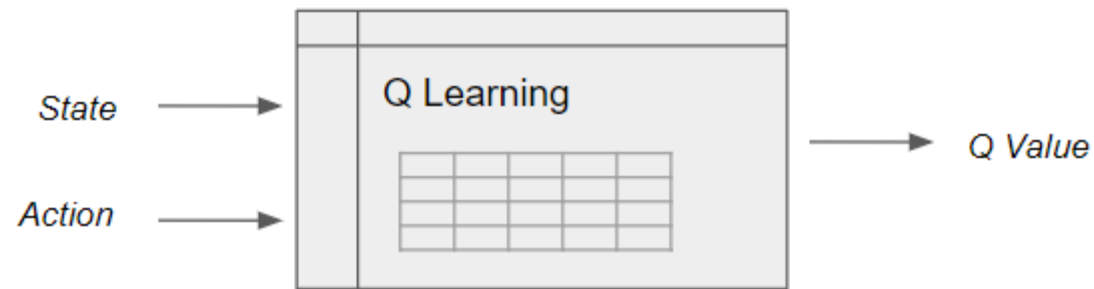 State
Action
Q Learning
Q Value